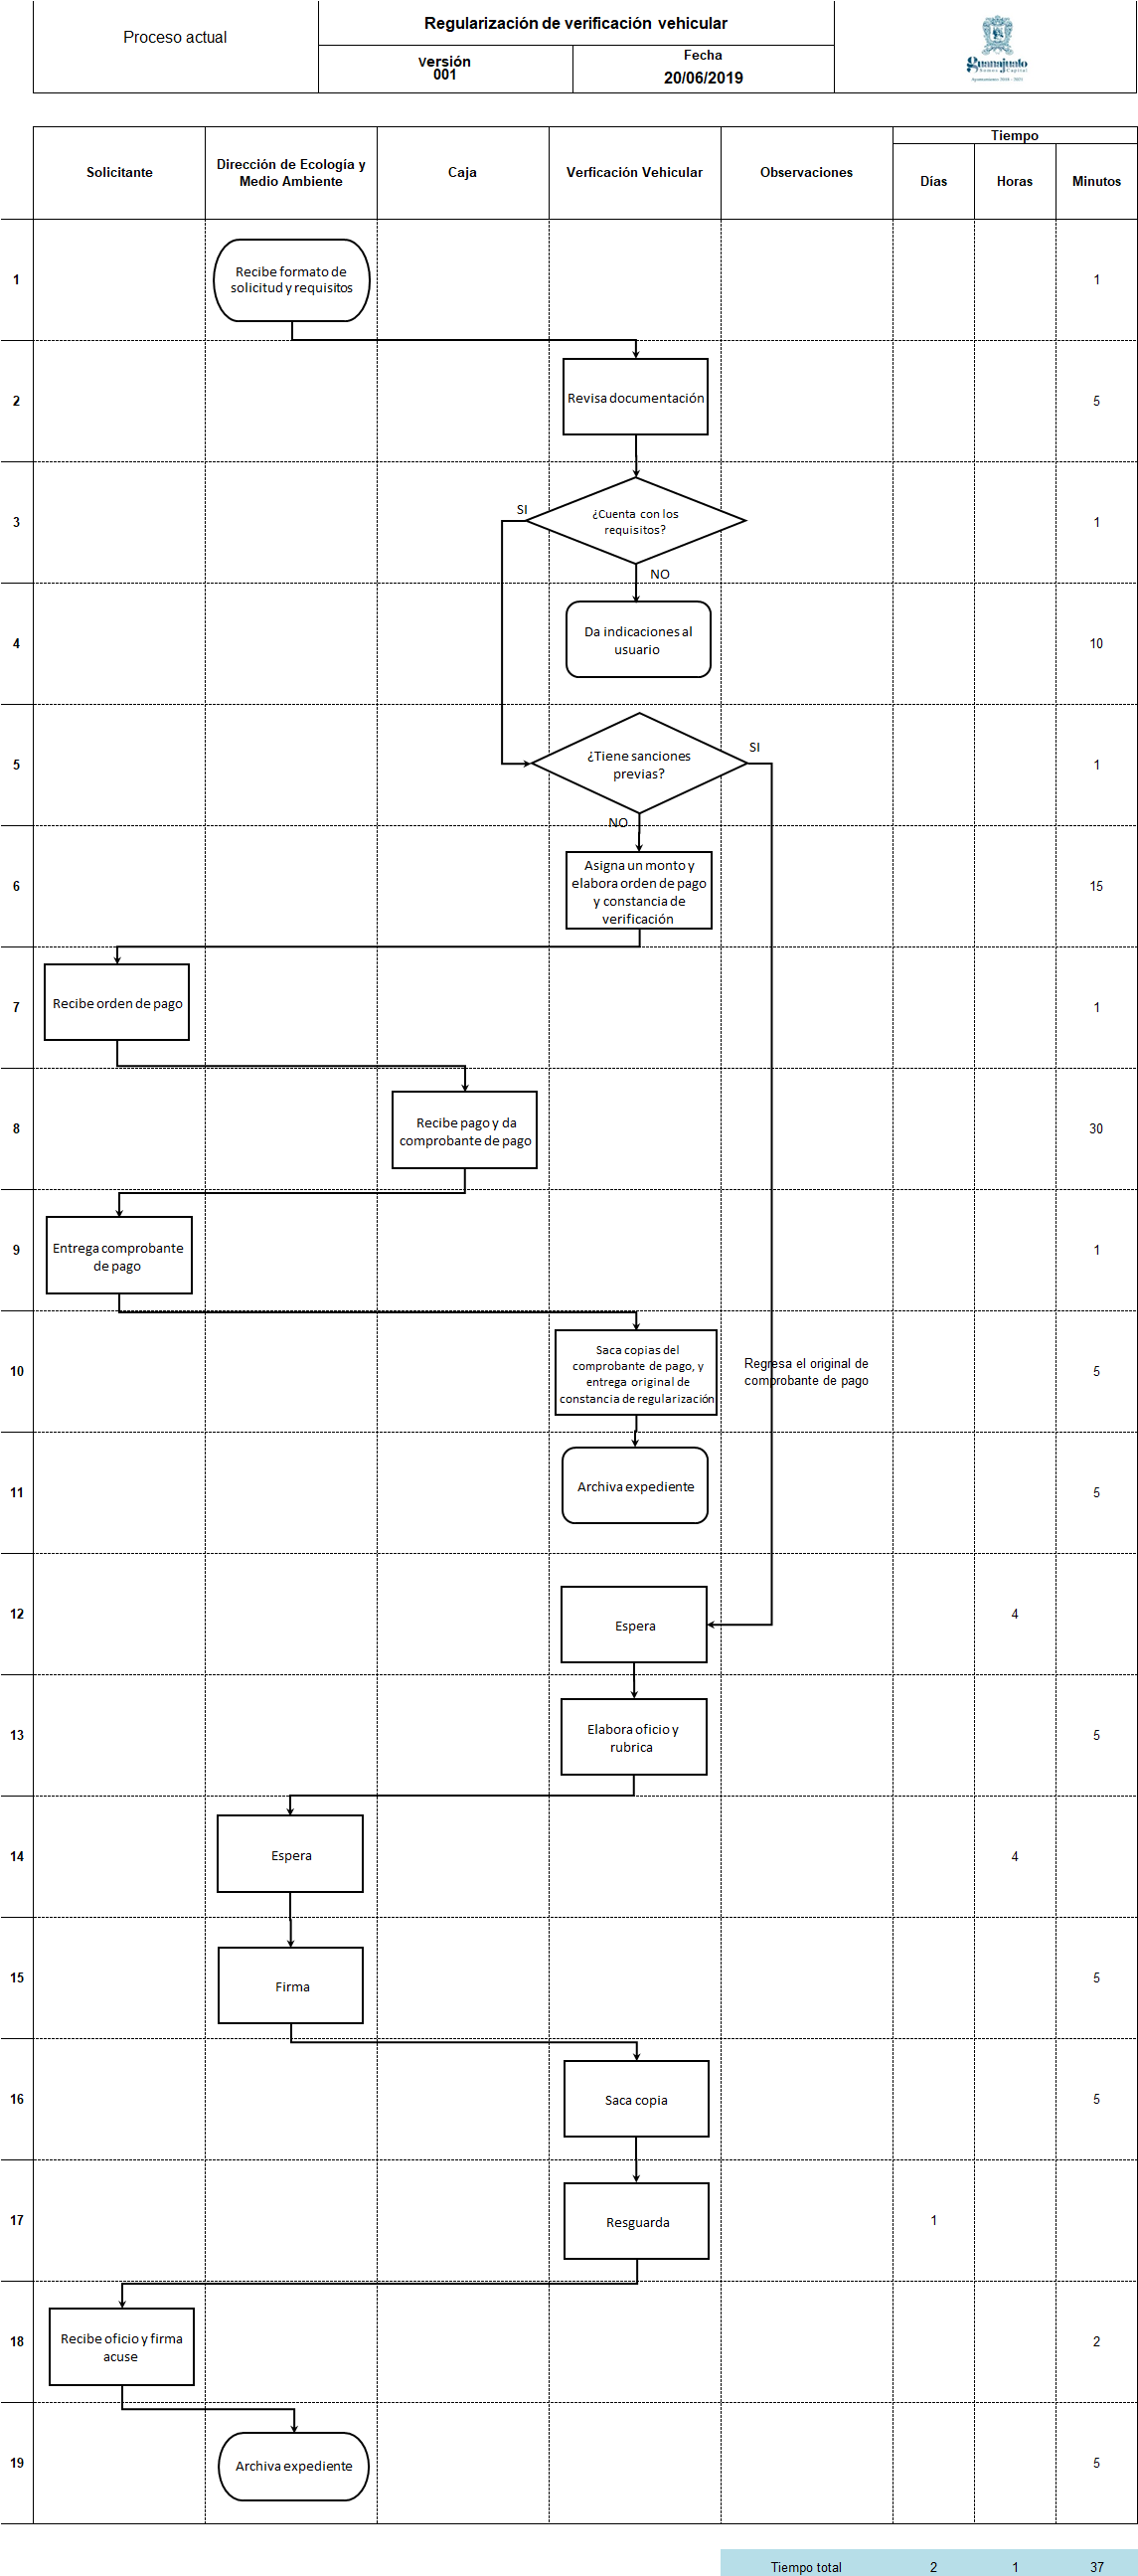 Proceso actual
Regularización de verificación vehicular
Versión
001
Fecha
20/06/2019
Guanajuato
Somos Capital
Solicitante
Dirección de Ecología y
Medio Ambiente
Caja
Verficación Vehicular
Observaciones
Tiempo
Días
Horas
Minutos
1
Recibe formato de
solicitud y requisitos
1
2
Revisa documentación
5
3
SI
¿Cuenta con los
requisitos?
1
NO
4
Da indicaciones al
usuario
10
5
¿Tiene sanciones
previas?
SI
1
NO
6
Asigna un monto y
elabora orden de pago
y constancia de
verificación
15
7
Recibe orden de pago
1
8
Recibe pago y da
comprobante de pago
30
9
Entrega comprobante
de pago
1
10
Saca copias del
comprobante de pago, y
entrega original de
constancia de regularización
Regresa el original de
comprobante de pago
5
11
Archiva expediente
5
12
Espera
4
13
Elabora oficio y
rubrica
5
14
Espera
4
15
Firma
5
16
Saca copia
5
17
Resguarda
1
18
Recibe oficio y firma
acuse
2
19
Archiva expediente
5
Tiempo total
2
1
37